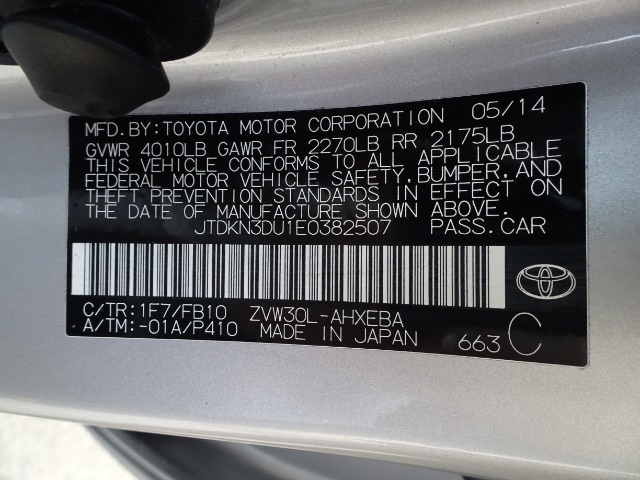 MFD. BY: TOYOTA MOTOR CORPORATION 05/14
GVWR 4010LB GAWR FR 2270LB RR 2175LB
THIS VEHICLE CONFORMS TO ALL APPLICABLE
FEDERAL MOTOR VEHICLE SAFETY, BUMPER, AND
THEFT PREVENTION STANDARDS IN EFFECT ON
THE DATE OF MANUFACTURE SHOWN ABOVE.
JTDKN3DU1E0382507 PASS.CAR
C/TR: 1F7/FB10 ZVW30L-AHXEBA
A/TM: -01A/P410 MADE IN JAPAN 663 C